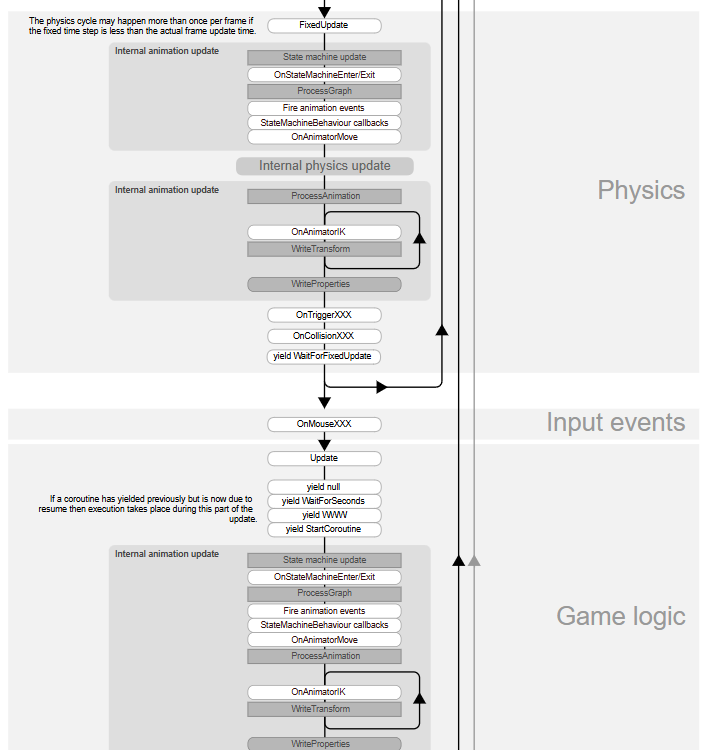 The physics cycle may happen more than once per frame if
the fixed time step is less than the actual frame update time.
FixedUpdate
Internal animation update
State machine update
OnStateMachineEnter/Exit
ProcessGraph
Fire animation events
StateMachineBehaviour callbacks
OnAnimatorMove
Internal physics update
Physics
Internal animation update
ProcessAnimation
OnAnimatorIK
WriteTransform
WriteProperties
OnTriggerXXX
OnCollisionXXX
yield WaitForFixedUpdate
OnMouseXXX
Input events
Update
yield null
If a coroutine has yielded previously but is now due to
resume then execution takes place during this part of the
update.
yield WaitForSeconds
yield WWW
yield StartCoroutine
Internal animation update
State machine update
OnStateMachineEnter/Exit
ProcessGraph
Fire animation events
StateMachineBehaviour callbacks
OnAnimatorMove
Game logic
ProcessAnimation
OnAnimatorIK
WriteTransform
WriteProperties